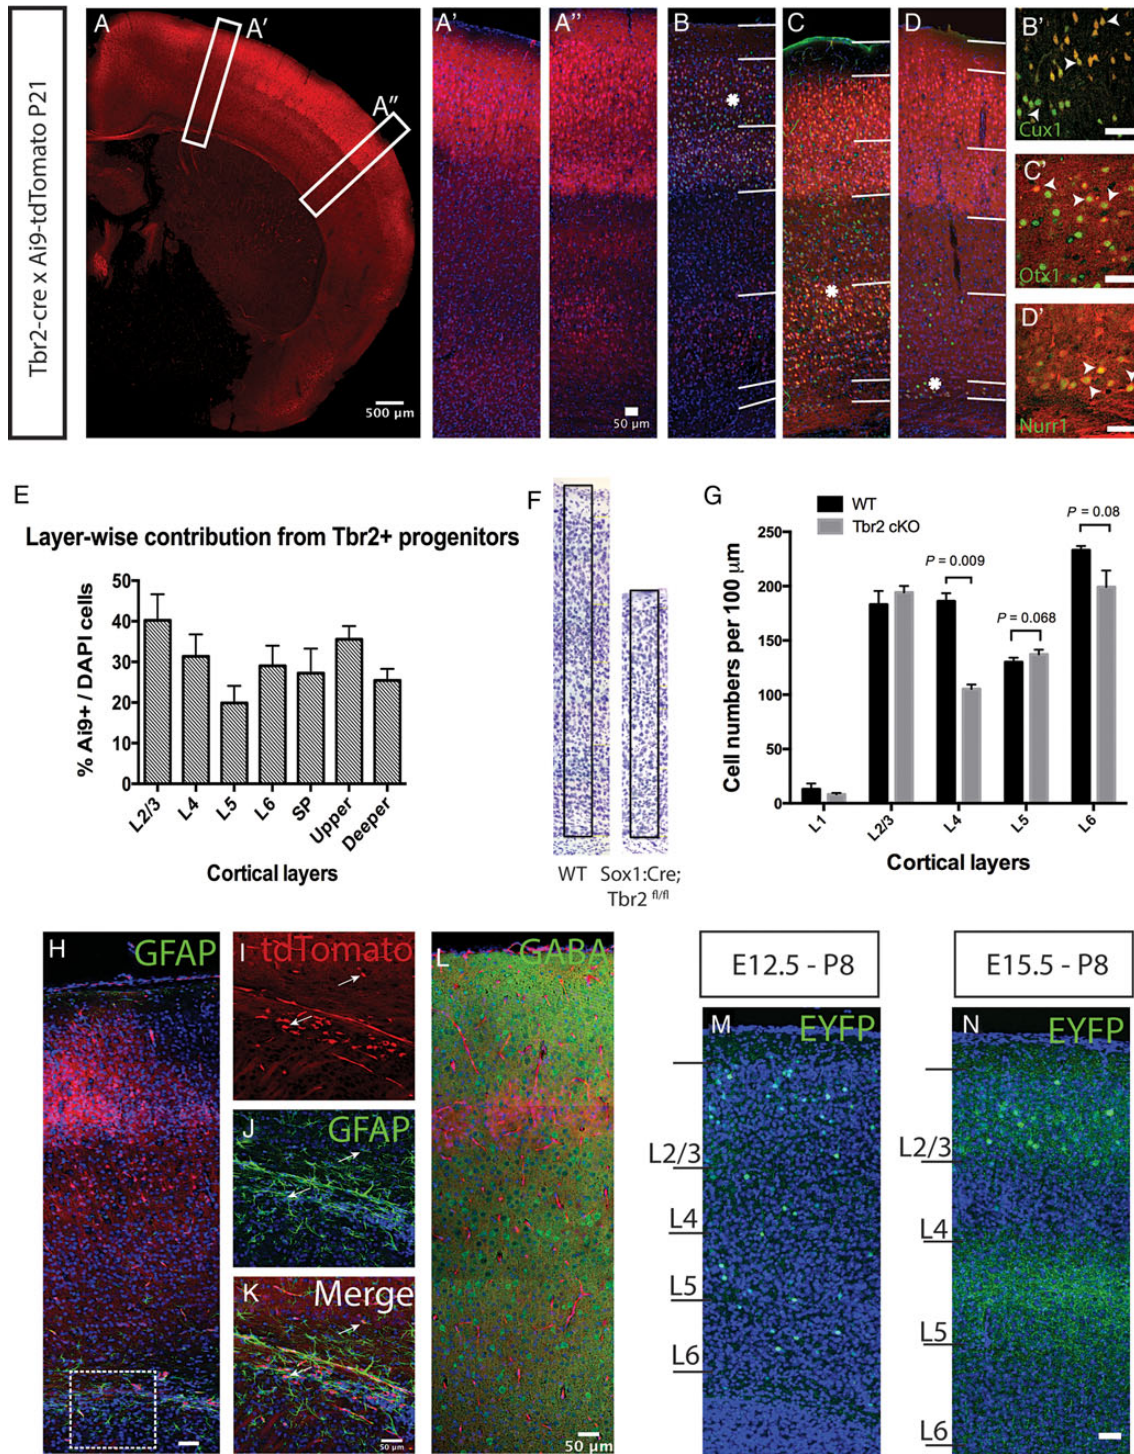 Tbr2-cre x Ai9-tdTomato P21
A
A'
A''
500 µm
A'
A''
50 µm
B
C
D
B'
Cux1
C'
Otx1
D'
Nurr1
E
Layer-wise contribution from Tbr2+ progenitors
% Ai9+ / DAPI cells
50
40
30
20
10
0
L2/3
L4
L5
L6
SP
Upper
Deeper
Cortical layers
F
WT
Sox1:Cre;
Tbr2 fl/fl
G
WT
Tbr2 cKO
Cell numbers per 100 µm
250
200
150
100
50
0
P = 0.009
P = 0.068
P = 0.08
L1
L2/3
L4
L5
L6
Cortical layers
H
GFAP
I
tdTomato
J
GFAP
K
Merge
50 µm
L
GABA
50 µm
E12.5 - P8
M
EYFP
L2/3
L4
L5
L6
E15.5 - P8
N
EYFP
L2/3
L4
L5
L6